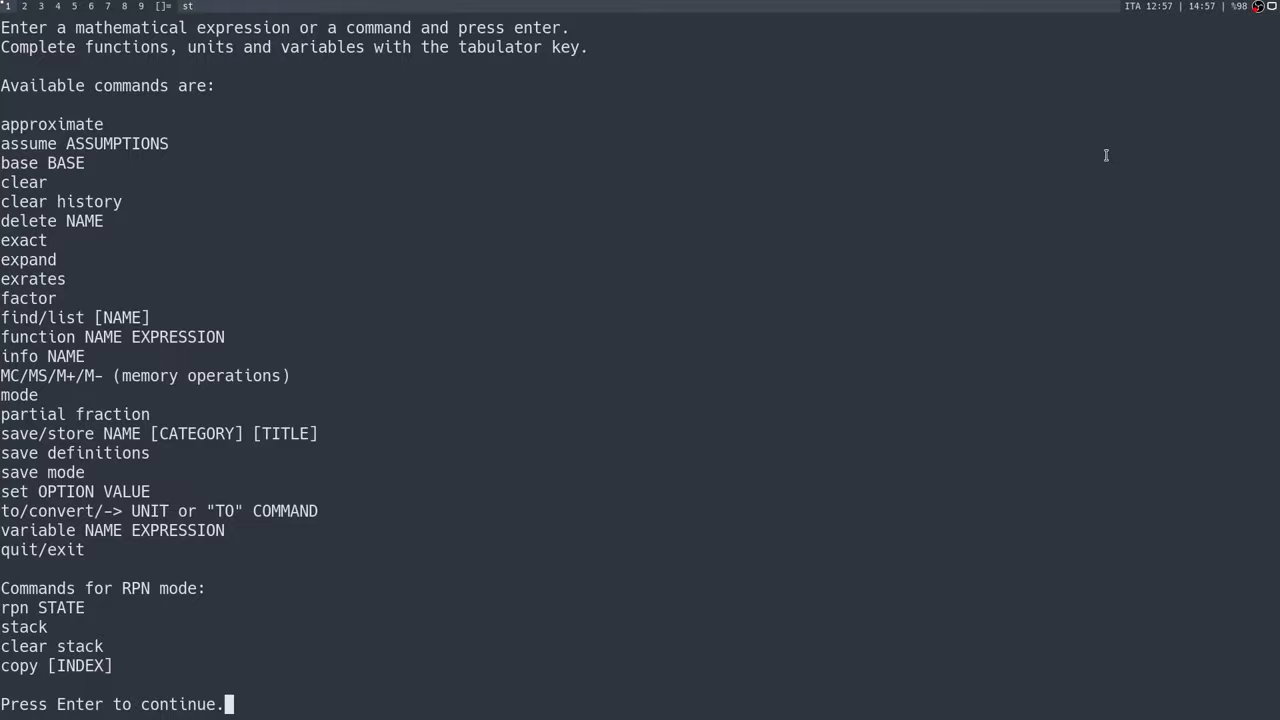 1 2 3 4 5 6 7 8 9 []= st ITA 12:57 | 14:57 | %98
Enter a mathematical expression or a command and press enter.
Complete functions, units and variables with the tabulator key.
Available commands are:
approximate
assume ASSUMPTIONS
base BASE
clear
clear history
delete NAME
exact
expand
exrates
factor
find/list [NAME]
function NAME EXPRESSION
info NAME
MC/MS/M+/M- (memory operations)
mode
partial fraction
save/store NAME [CATEGORY] [TITLE]
save definitions
save mode
set OPTION VALUE
to/convert/-> UNIT or "TO" COMMAND
variable NAME EXPRESSION
quit/exit
Commands for RPN mode:
rpn STATE
stack
clear stack
copy [INDEX]
Press Enter to continue.